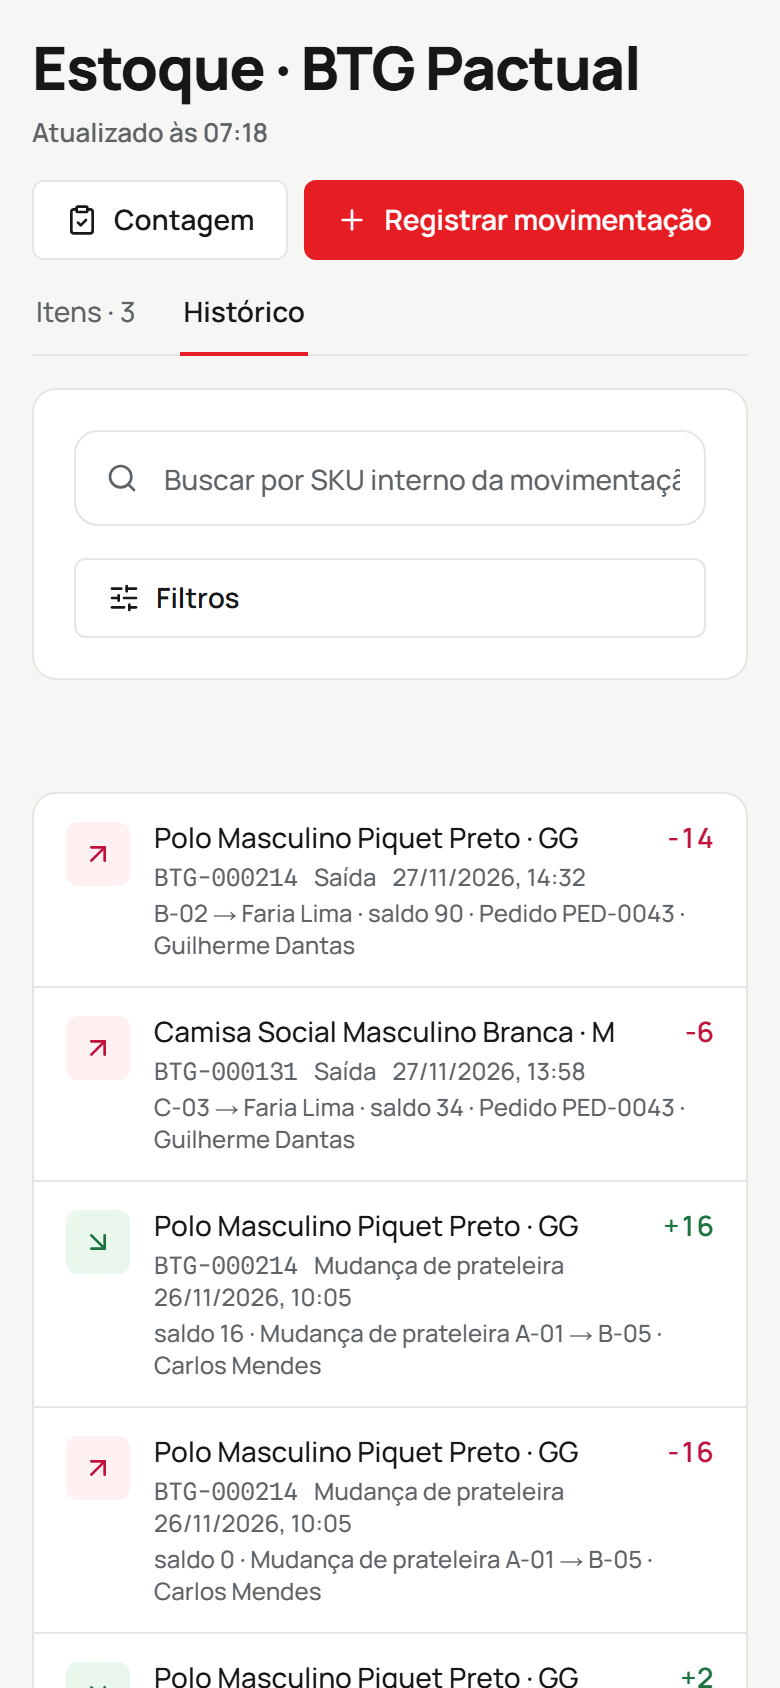 Estoque · BTG Pactual
Atualizado às 07:18
Contagem
Registrar movimentação
Itens · 3
Histórico
Buscar por SKU interno da movimentaçã
Filtros
Polo Masculino Piquet Preto · GG
-14
BTG-000214 Saída 27/11/2026, 14:32
B-02 → Faria Lima · saldo 90 · Pedido PED-0043 ·
Guilherme Dantas
Camisa Social Masculino Branca · M
-6
BTG-000131 Saída 27/11/2026, 13:58
C-03 → Faria Lima · saldo 34 · Pedido PED-0043 ·
Guilherme Dantas
Polo Masculino Piquet Preto · GG
+16
BTG-000214 Mudança de prateleira
26/11/2026, 10:05
saldo 16 · Mudança de prateleira A-01 → B-05 ·
Carlos Mendes
Polo Masculino Piquet Preto · GG
-16
BTG-000214 Mudança de prateleira
26/11/2026, 10:05
saldo 0 · Mudança de prateleira A-01 → B-05 ·
Carlos Mendes
Polo Masculino Piquet Preto · GG
+2